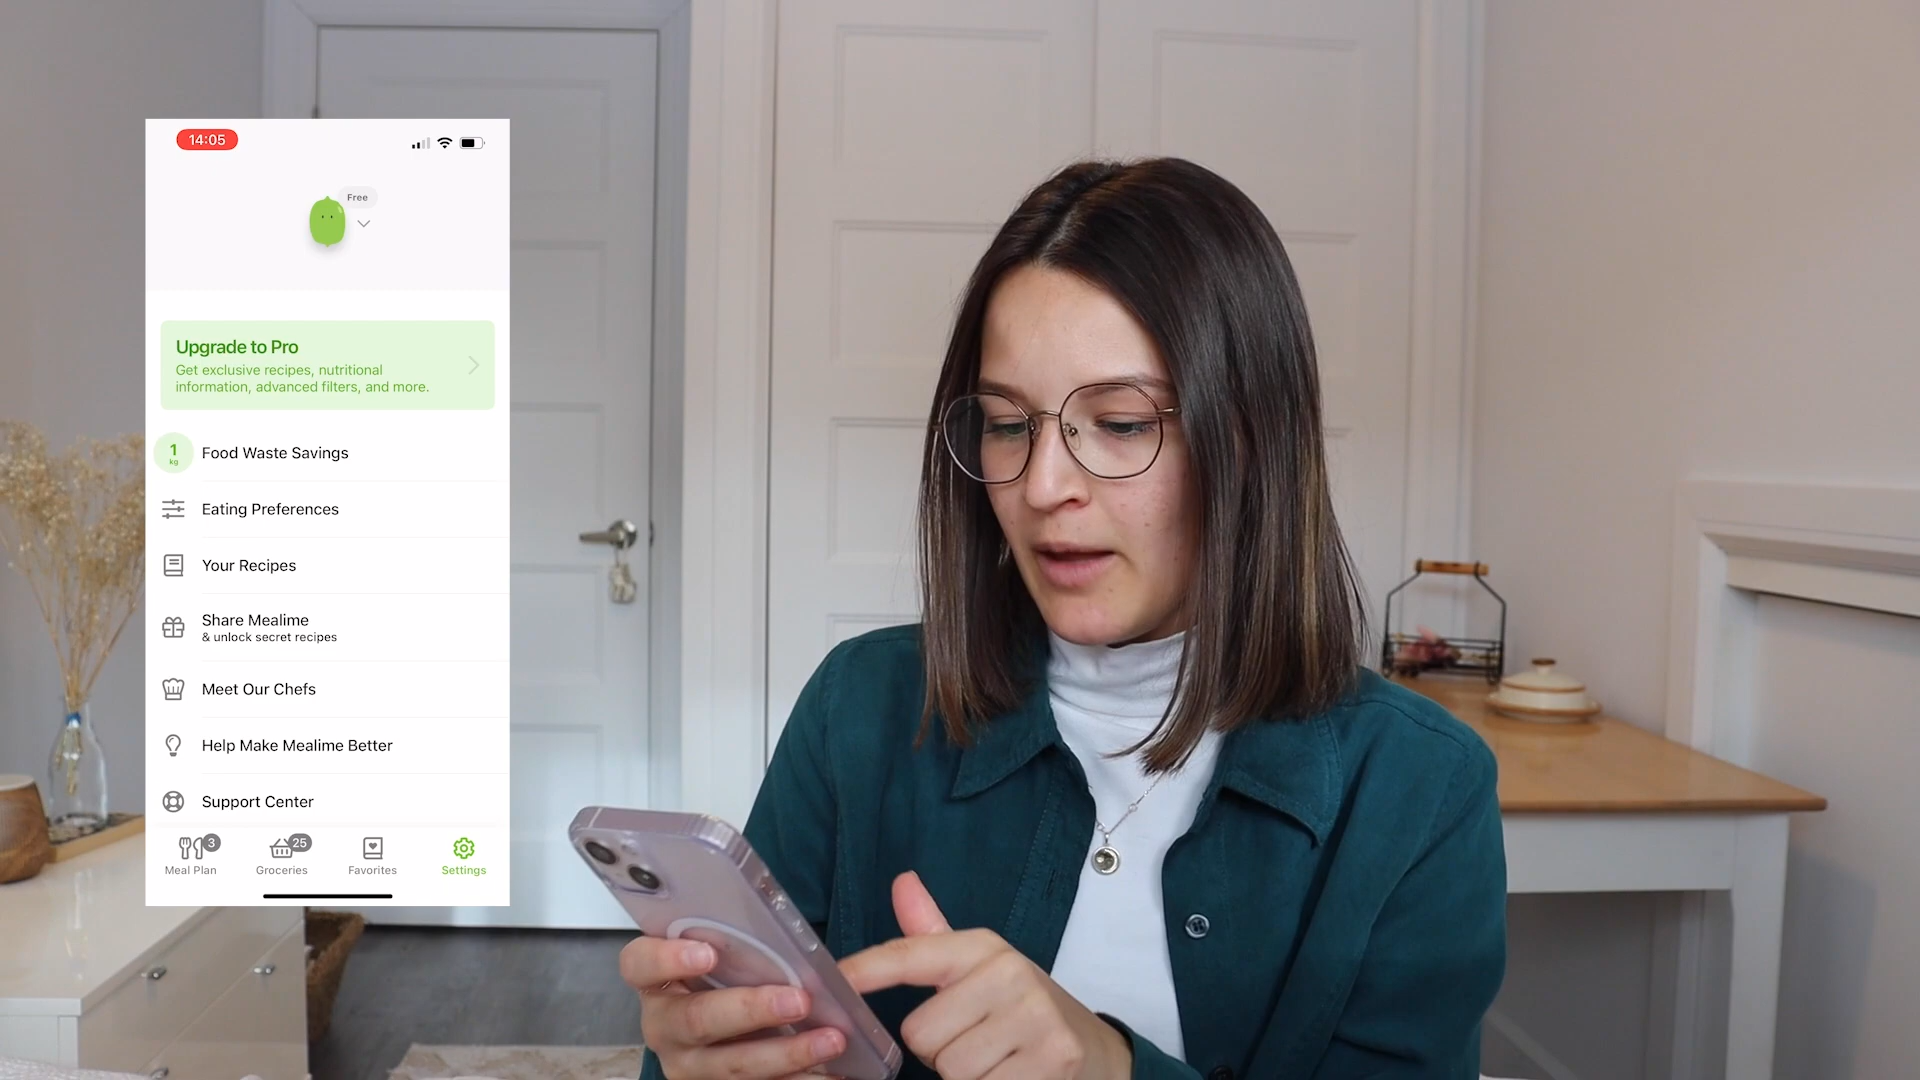 14:05
Free
Upgrade to Pro
Get exclusive recipes, nutritional
information, advanced filters, and more.
1
kg
Food Waste Savings
Eating Preferences
Your Recipes
Share Mealime
& unlock secret recipes
Meet Our Chefs
Help Make Mealime Better
Support Center
3
25
Meal Plan
Groceries
Favorites
Settings